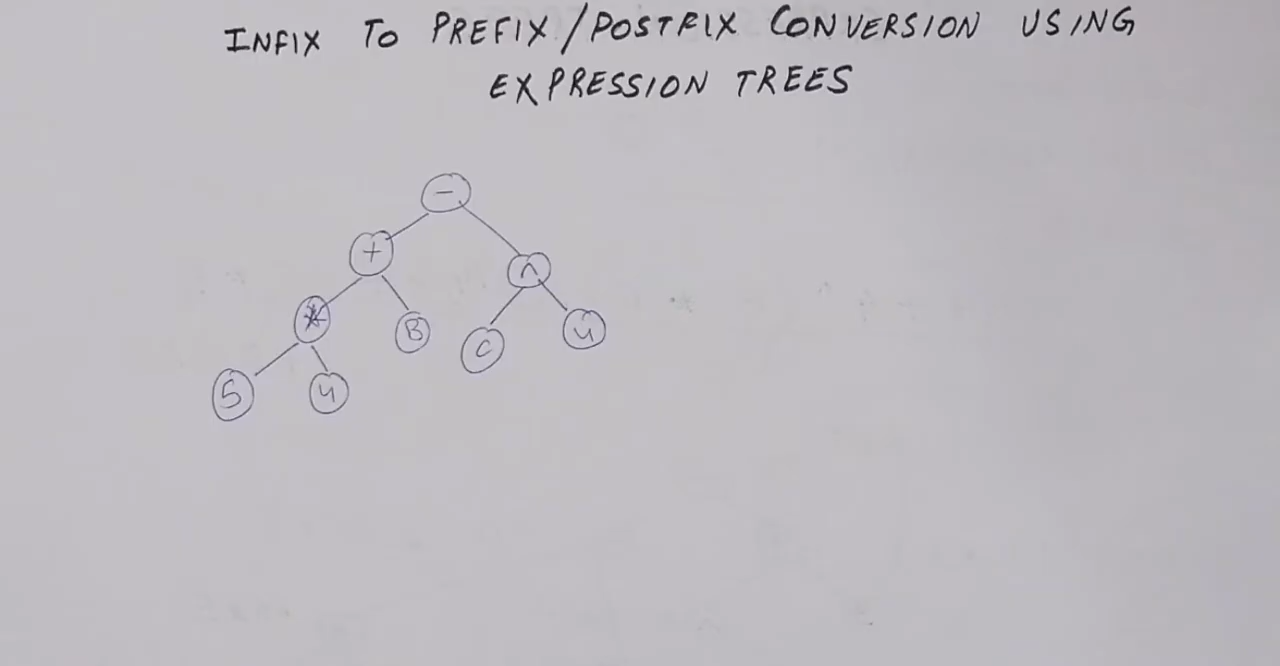 INFIX TO PREFIX/POSTFIX CONVERSION USING
EXPRESSION TREES
-
+
^
*
B
C
4
5
4